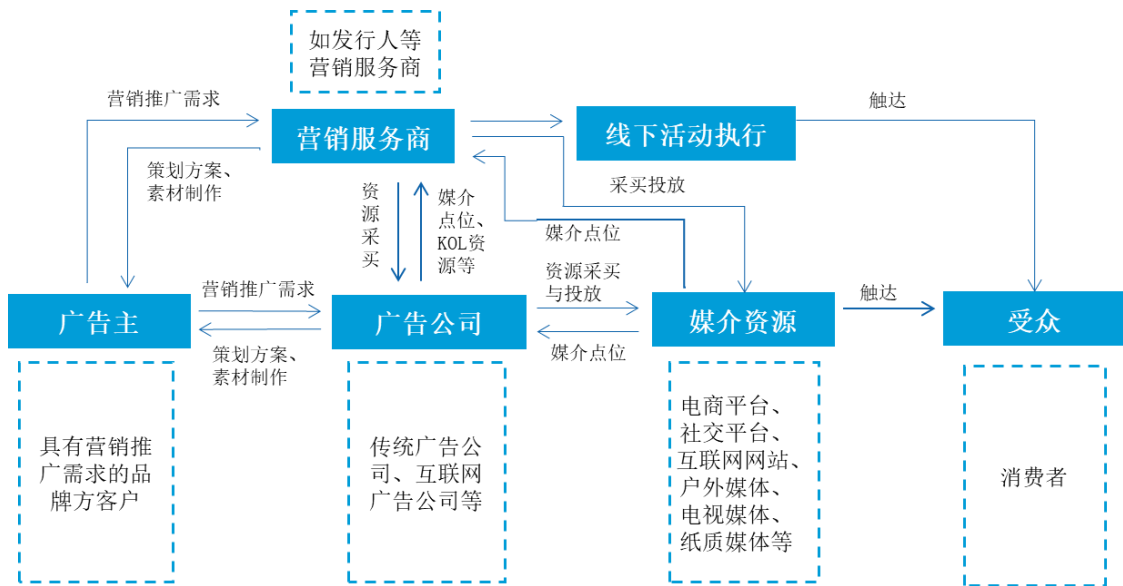 如发行人等
营销服务商
营销推广需求
触达
营销服务商
线下活动执行
策划方案、
素材制作
资
源
采
买
媒介
点位、
KOL资
源等
采买投放
媒介点位
营销推广需求
资源采买
与投放
触达
广告主
广告公司
媒介资源
受众
策划方案、
素材制作
媒介点位
具有营销推
广需求的品
牌方客户
传统广告公
司、互联网
广告公司等
电商平台、
社交平台、
互联网网站、
户外媒体、
电视媒体、
纸质媒体等
消费者